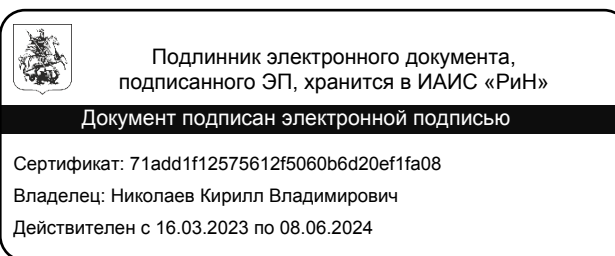 Подлинник электронного документа,
подписанного ЭП, хранится в ИАИС «РиН»
Документ подписан электронной подписью
Сертификат: 71add1f12575612f5060b6d20ef1fa08
Владелец: Николаев Кирилл Владимирович
Действителен с 16.03.2023 по 08.06.2024